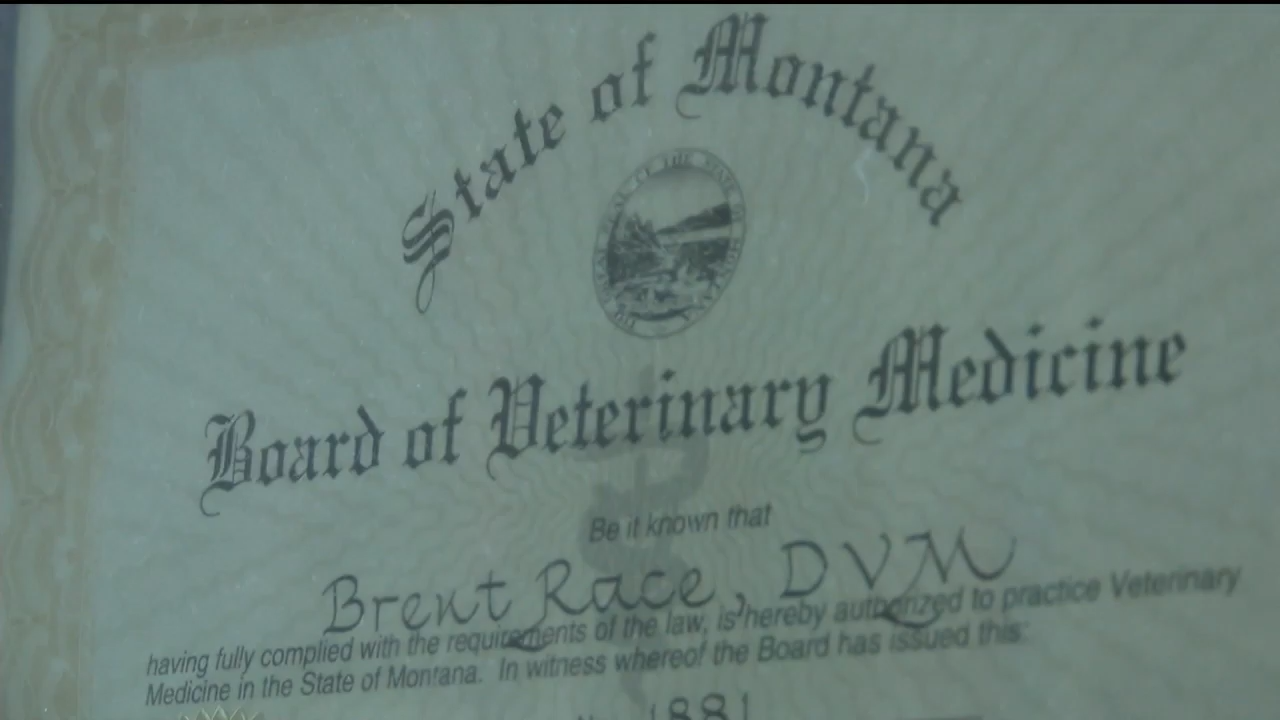 State of Montana
Board of Veterinary Medicine
Be it known that
Brent Race, DVM
having fully complied with the requirements of the law, is hereby authorized to practice Veterinary
Medicine in the State of Montana. In witness whereof the Board has issued this:
1881